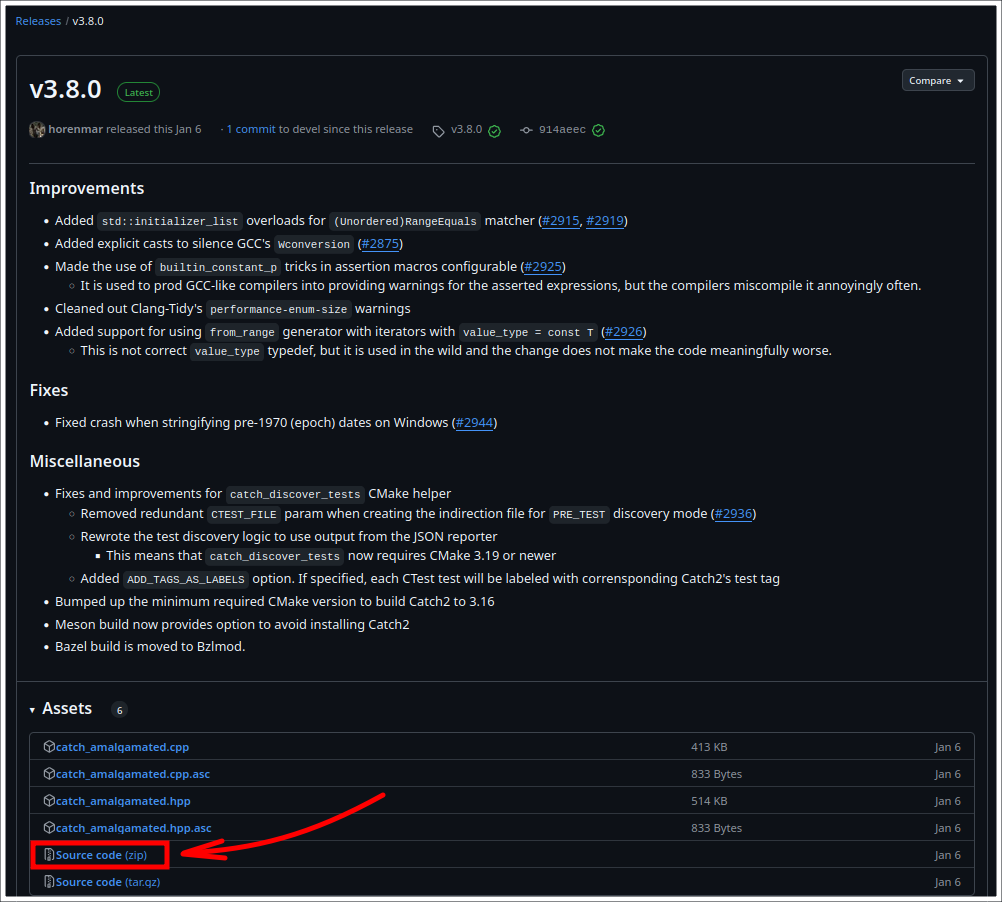 Releases / v3.8.0
v3.8.0 Latest Compare
horenmar released this Jan 6 · 1 commit to devel since this release v3.8.0 914aeec
Improvements
• Added std::initializer_list overloads for (Unordered)RangeEquals matcher (#2915, #2919)
• Added explicit casts to silence GCC's Wconversion (#2875)
• Made the use of builtin_constant_p tricks in assertion macros configurable (#2925)
◦ It is used to prod GCC-like compilers into providing warnings for the asserted expressions, but the compilers miscompile it annoyingly often.
• Cleaned out Clang-Tidy's performance-enum-size warnings
• Added support for using from_range generator with iterators with value_type = const T (#2926)
◦ This is not correct value_type typedef, but it is used in the wild and the change does not make the code meaningfully worse.
Fixes
• Fixed crash when stringifying pre-1970 (epoch) dates on Windows (#2944)
Miscellaneous
• Fixes and improvements for catch_discover_tests CMake helper
◦ Removed redundant CTEST_FILE param when creating the indirection file for PRE_TEST discovery mode (#2936)
◦ Rewrote the test discovery logic to use output from the JSON reporter
▪ This means that catch_discover_tests now requires CMake 3.19 or newer
◦ Added ADD_TAGS_AS_LABELS option. If specified, each CTest test will be labeled with corrensponding Catch2's test tag
• Bumped up the minimum required CMake version to build Catch2 to 3.16
• Meson build now provides option to avoid installing Catch2
• Bazel build is moved to Bzlmod.
Assets 6
catch_amalgamated.cpp 413 KB Jan 6
catch_amalgamated.cpp.asc 833 Bytes Jan 6
catch_amalgamated.hpp 514 KB Jan 6
catch_amalgamated.hpp.asc 833 Bytes Jan 6
Source code (zip) Jan 6
Source code (tar.gz) Jan 6